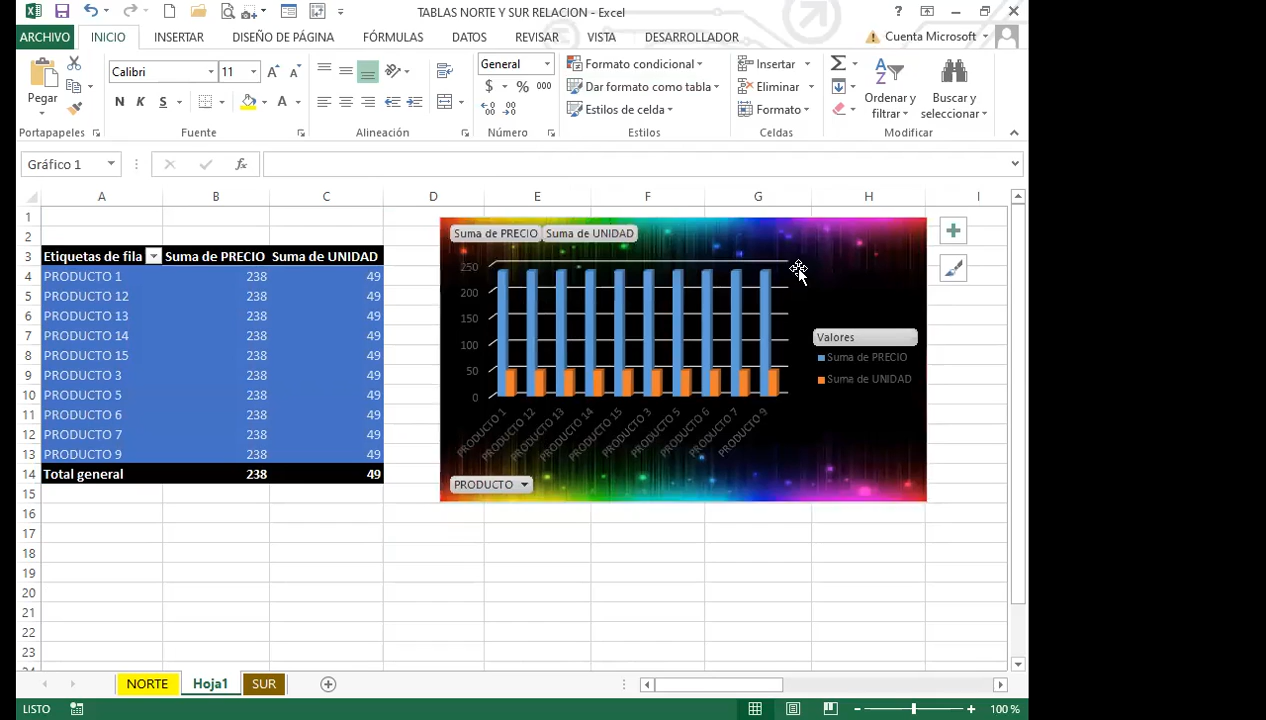 TABLAS NORTE Y SUR RELACION - Excel
?
ARCHIVO INICIO INSERTAR DISEÑO DE PÁGINA FÓRMULAS DATOS REVISAR VISTA DESARROLLADOR Cuenta Microsoft
Pegar
Calibri 11
N K S
A A
A
General
$ % 000
Formato condicional
Dar formato como tabla
Estilos de celda
Insertar
Eliminar
Formato
Ordenar y filtrar
Buscar y seleccionar
Portapapeles Fuente Alineación Número Estilos Celdas Modificar
Gráfico 1 fx
A B C D E F G H I
1
2
3 Etiquetas de fila Suma de PRECIO Suma de UNIDAD
4 PRODUCTO 1 238 49
5 PRODUCTO 12 238 49
6 PRODUCTO 13 238 49
7 PRODUCTO 14 238 49
8 PRODUCTO 15 238 49
9 PRODUCTO 3 238 49
10 PRODUCTO 5 238 49
11 PRODUCTO 6 238 49
12 PRODUCTO 7 238 49
13 PRODUCTO 9 238 49
14 Total general 238 49
15
16
17
18
19
20
21
22
23
Suma de PRECIO Suma de UNIDAD
250
200
150
100
50
0
PRODUCTO 1 PRODUCTO 12 PRODUCTO 13 PRODUCTO 14 PRODUCTO 15 PRODUCTO 3 PRODUCTO 5 PRODUCTO 6 PRODUCTO 7 PRODUCTO 9
Valores
Suma de PRECIO
Suma de UNIDAD
PRODUCTO
NORTE Hoja1 SUR
LISTO 100 %